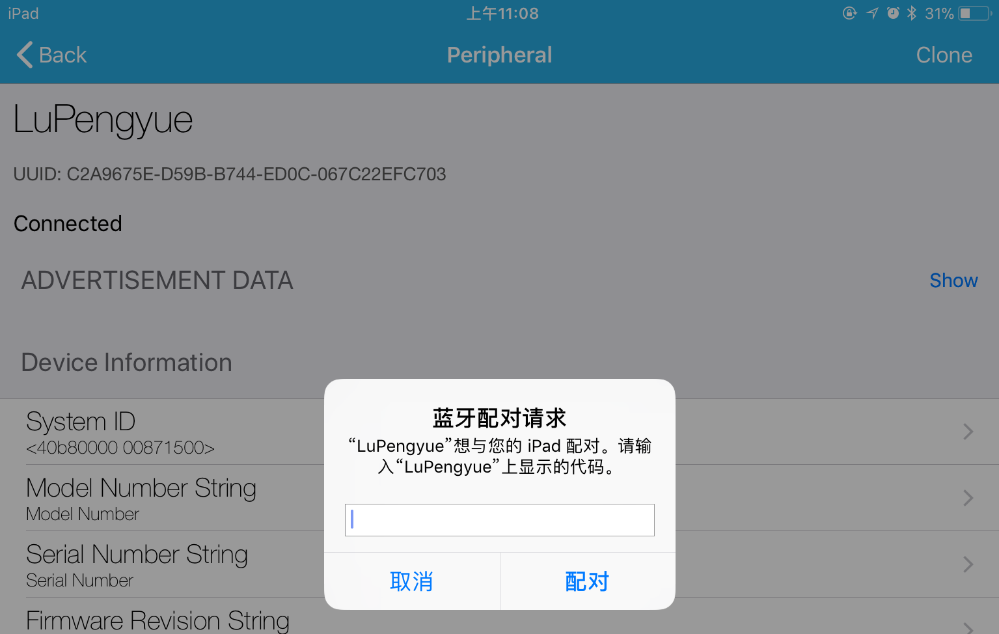 iPad 上午11:08 31%
Back Peripheral Clone
LuPengyue
UUID: C2A9675E-D59B-B744-ED0C-067C22EFC703
Connected
ADVERTISEMENT DATA Show
Device Information
System ID
<40b80000 00871500>
Model Number String
Model Number
Serial Number String
Serial Number
Firmware Revision String
蓝牙配对请求
“LuPengyue”想与您的 iPad 配对。请输
入“LuPengyue”上显示的代码。
取消 配对